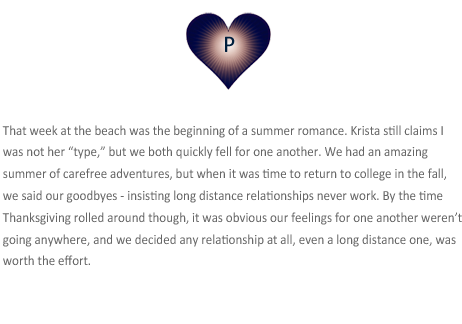 P
That week at the beach was the beginning of a summer romance. Krista still claims I
was not her “type,” but we both quickly fell for one another. We had an amazing
summer of carefree adventures, but when it was time to return to college in the fall,
we said our goodbyes - insisting long distance relationships never work. By the time
Thanksgiving rolled around though, it was obvious our feelings for one another weren’t
going anywhere, and we decided any relationship at all, even a long distance one, was
worth the effort.